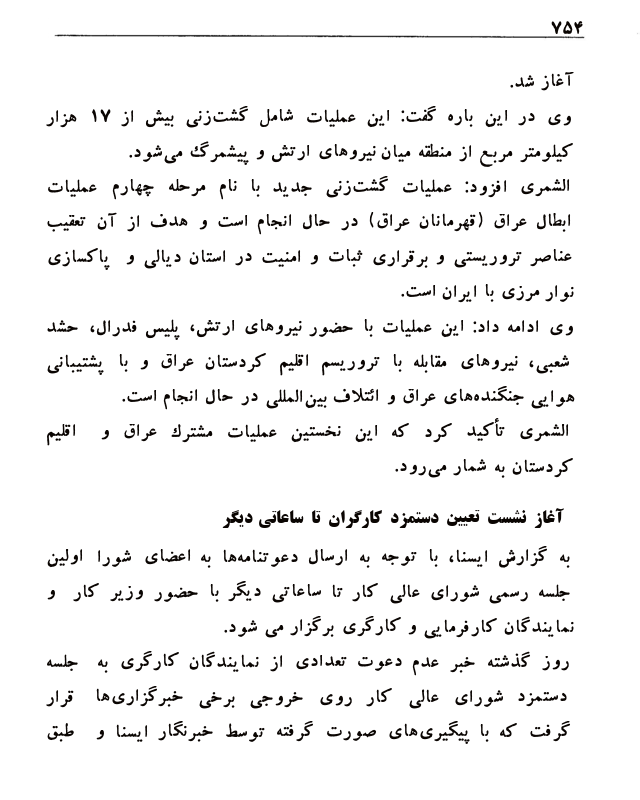 ۷۵۴
آغاز شد.
وی در این باره گفت: این عملیات شامل گشت‌زنی بیش از ۱۷ هزار
کیلومتر مربع از منطقه میان نیروهای ارتش و پیشمرگ می‌شود.
الشمری افزود: عملیات گشت‌زنی جدید با نام مرحله چهارم عملیات
ابطال عراق (قهرمانان عراق) در حال انجام است و هدف از آن تعقیب
عناصر تروریستی و برقراری ثبات و امنیت در استان دیالی و پاکسازی
نوار مرزی با ایران است.
وی ادامه داد: این عملیات با حضور نیروهای ارتش، پلیس فدرال، حشد
شعبی، نیروهای مقابله با تروریسم اقلیم کردستان عراق و با پشتیبانی
هوایی جنگنده‌های عراق و ائتلاف بین‌المللی در حال انجام است.
الشمری تأکید کرد که این نخستین عملیات مشترك عراق و اقلیم
کردستان به شمار می‌رود.
آغاز نشست تعیین دستمزد کارگران تا ساعاتی دیگر
به گزارش ایسنا، با توجه به ارسال دعوتنامه‌ها به اعضای شورا اولین
جلسه رسمی شورای عالی کار تا ساعاتی دیگر با حضور وزیر کار و
نمایندگان کارفرمایی و کارگری برگزار می شود.
روز گذشته خبر عدم دعوت تعدادی از نمایندگان کارگری به جلسه
دستمزد شورای عالی کار روی خروجی برخی خبرگزاری‌ها قرار
گرفت که با پیگیری‌های صورت گرفته توسط خبرنگار ایسنا و طبق